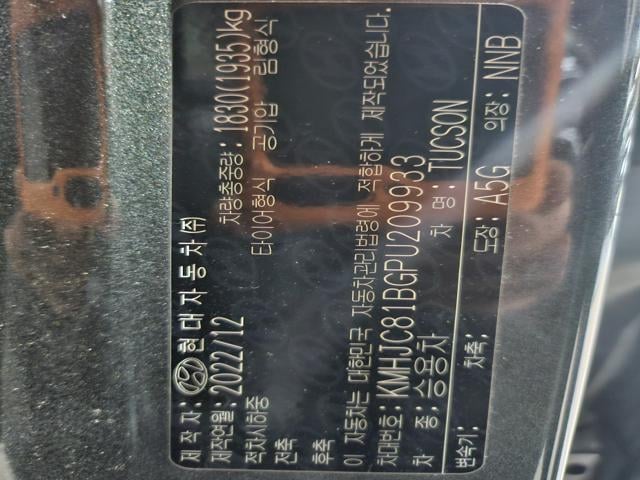 제 작 자: 현대자동차(주)
제작연월: 2022/12 차량총중량: 1830(1935)kg
적차시하중 타이어형식 공기압 림형식
전축
후축
이 자동차는 대한민국 자동차관리법령에 적합하게 제작되었습니다.
차대번호: KMHJC81BGPU209933
차 종: 승용차 차 명: TUCSON
변속기: 차축: 도장: A5G 의장: NNB